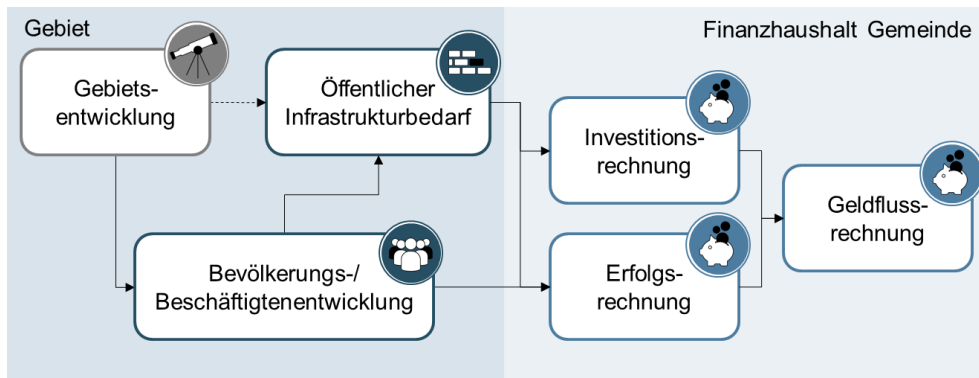 Gebiet
Finanzhaushalt Gemeinde
Gebiets-
entwicklung
Öffentlicher
Infrastrukturbedarf
Investitions-
rechnung
Geldfluss-
rechnung
Bevölkerungs-/
Beschäftigtenentwicklung
Erfolgs-
rechnung